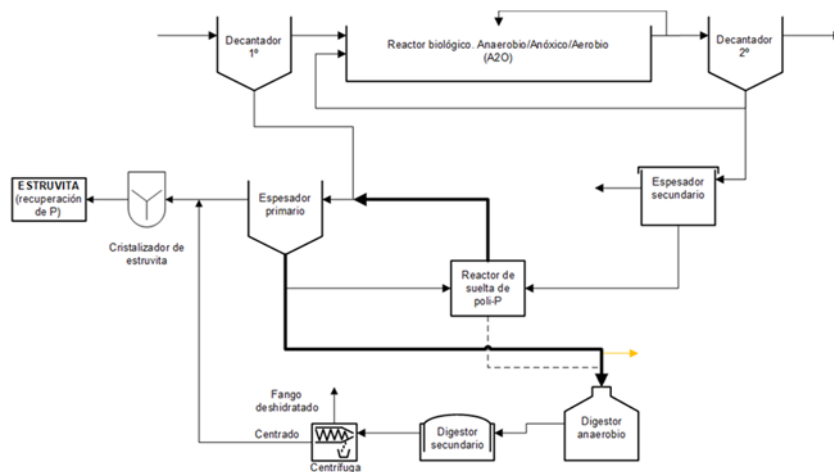 Decantador
1º
Reactor biológico. Anaerobio/Anóxico/Aerobio
(A2O)
Decantador
2º
ESTRUVITA
(recuperación
de P)
Cristalizador de
estruvita
Espesador
primario
Espesador
secundario
Reactor de
suelta de
poli-P
Fango
deshidratado
Centrado
Centrífuga
Digestor
secundario
Digestor
anaerobio